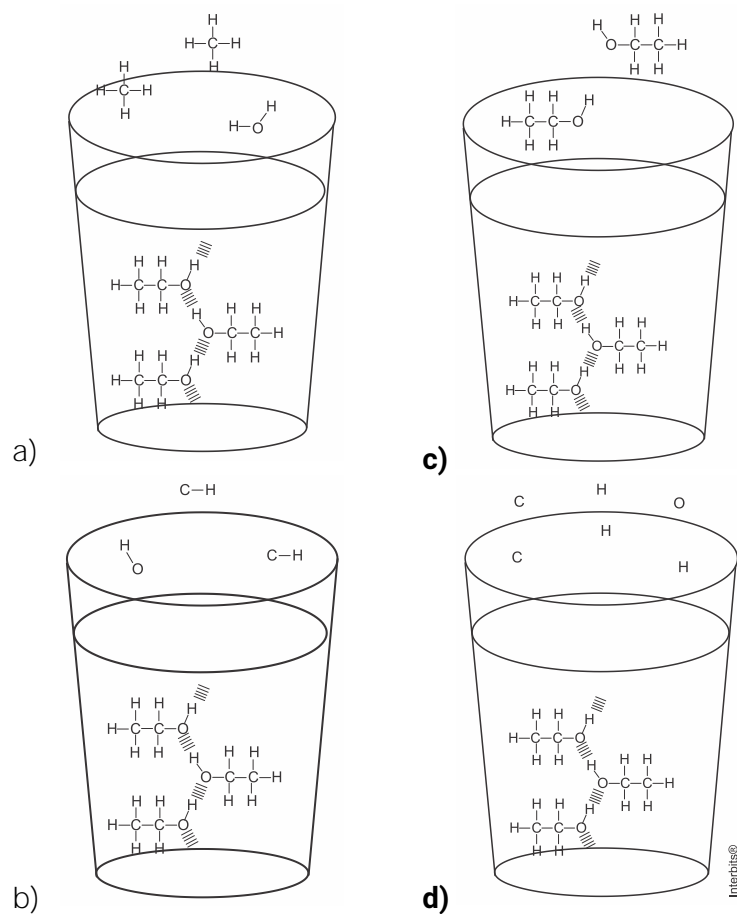 H
H–C–H
H
H
H–C–H
H
H
H–O
H H H
H–C–C–O
H H
H H H
O–C–C–H
H H
H H H
H–C–C–O
H H
a)
H
O–C–C–H
H H
H H H
H–C–C–O
H H
H H H
H–C–C–O
H H
H H H
O–C–C–H
H H
H H H
H–C–C–O
H H
c)
C–H
H
O
C–H
H H H
H–C–C–O
H H
H H H
O–C–C–H
H H
H H H
H–C–C–O
H H
b)
C H O
H
C H
H H H
H–C–C–O
H H
H H H
O–C–C–H
H H
H H H
H–C–C–O
H H
d)
Interbits®